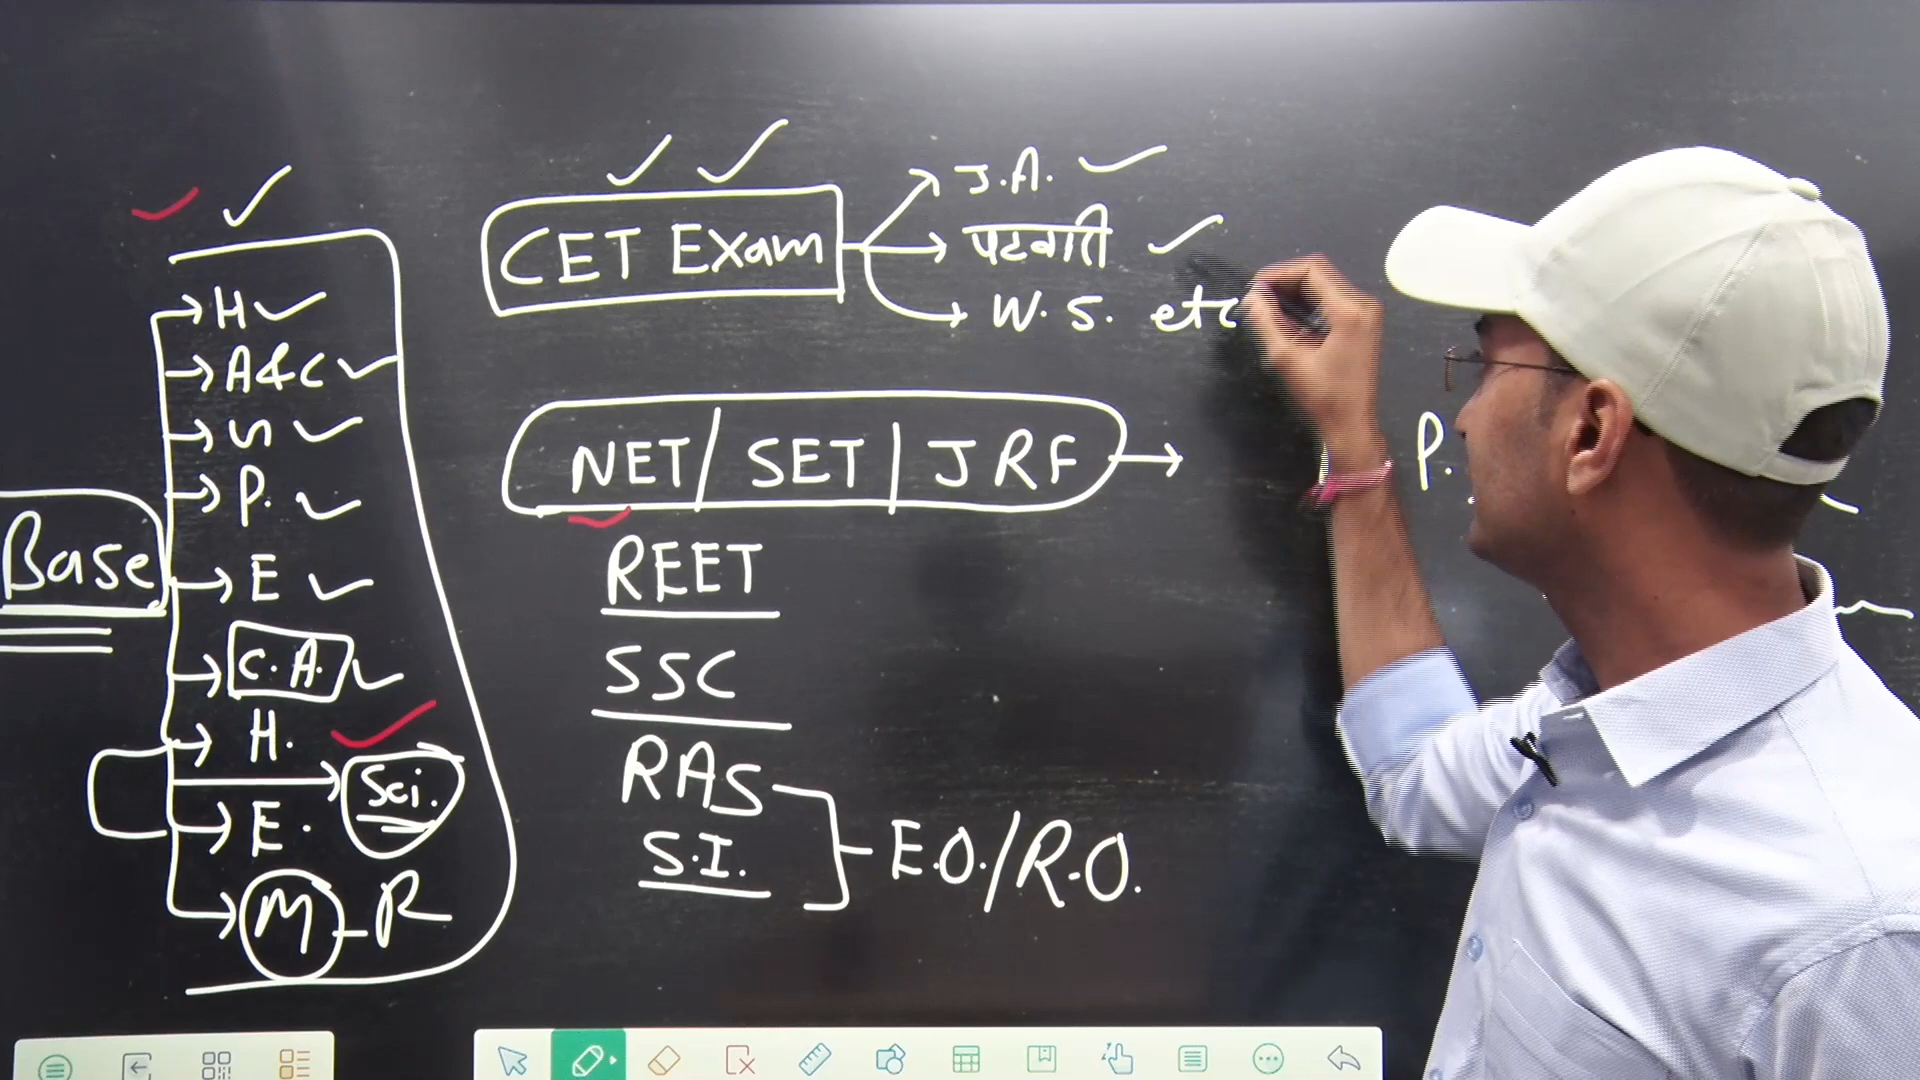 Base
H
A&C
P.
E
C.A.
H.
Sci.
E.
M-R
CET Exam
J.A.
पटवारी
W.S. etc
NET/SET|JRF
REET
SSC
RAS
S.I.
E.O./R.O.
P.